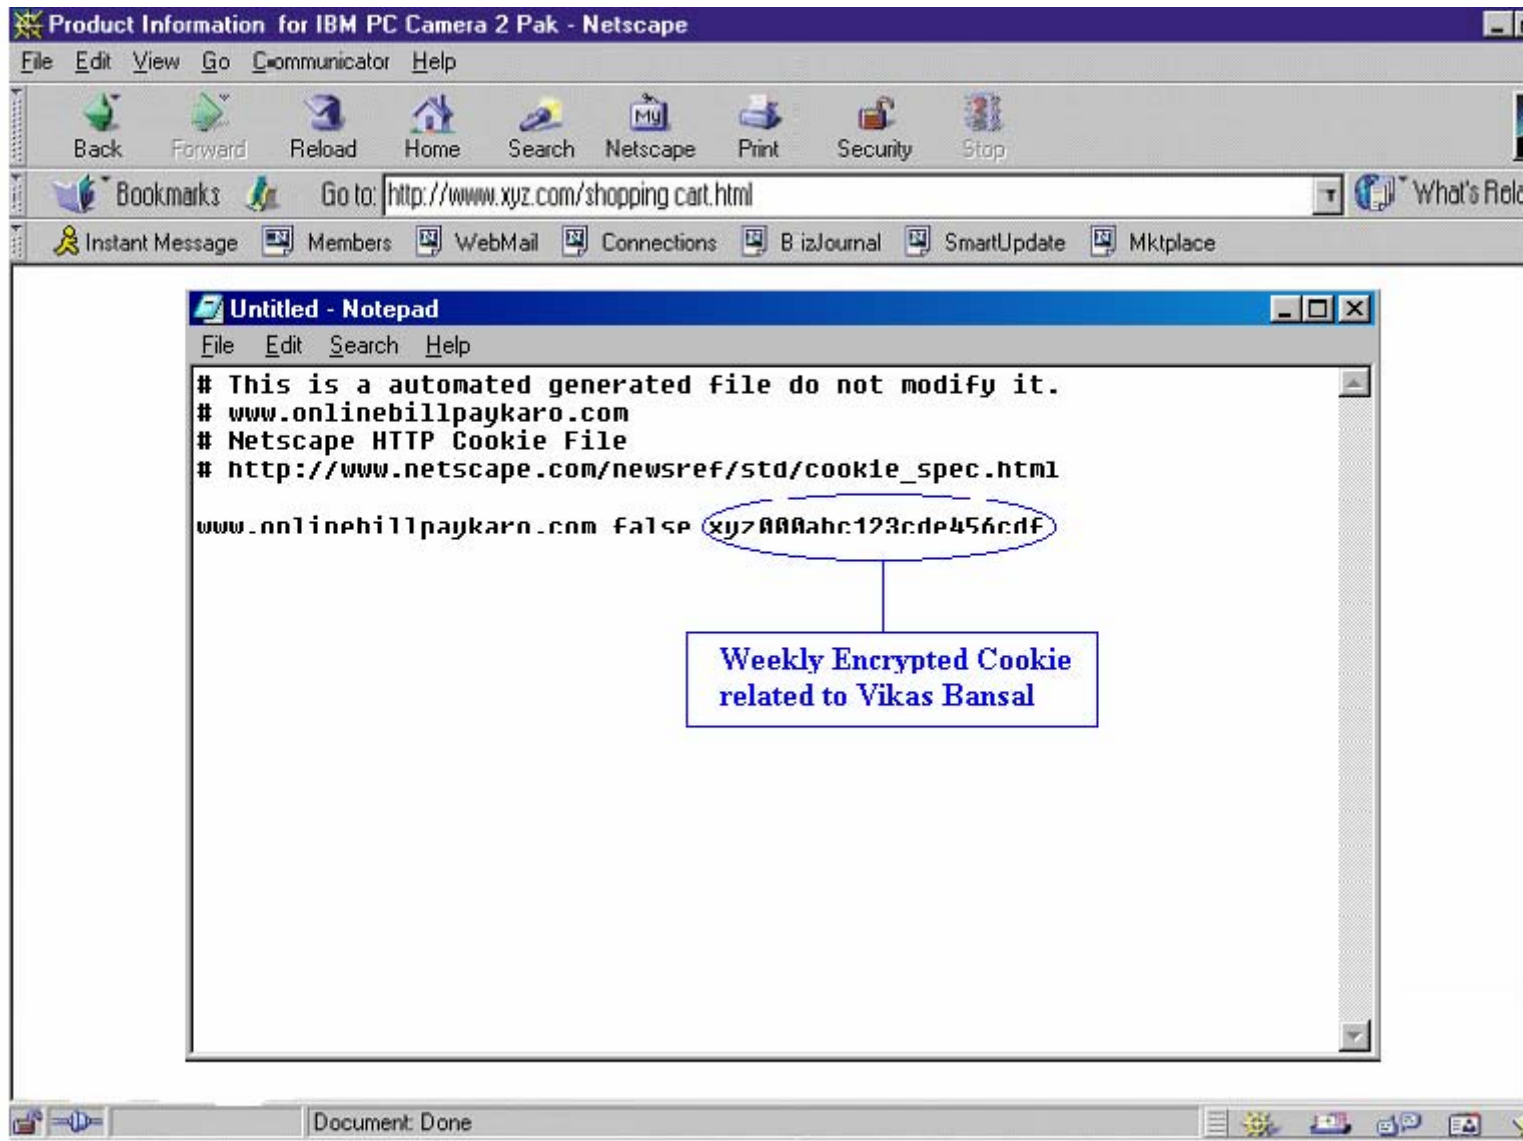 Product Information for IBM PC Camera 2 Pak - Netscape
File Edit View Go Communicator Help
Back Forward Reload Home Search Netscape Print Security Stop
My
Bookmarks Go to: http://www.xyz.com/shopping cart.html What's Rela
Instant Message Members WebMail Connections B izJournal SmartUpdate Mktplace
Untitled - Notepad
File Edit Search Help
# This is a automated generated file do not modify it.
# www.onlinebillpaykaro.com
# Netscape HTTP Cookie File
# http://www.netscape.com/newsref/std/cookie_spec.html
www.onlinebillpaykaro.com false xyz000abc123cde456cdf
Weekly Encrypted Cookie
related to Vikas Bansal
Document: Done